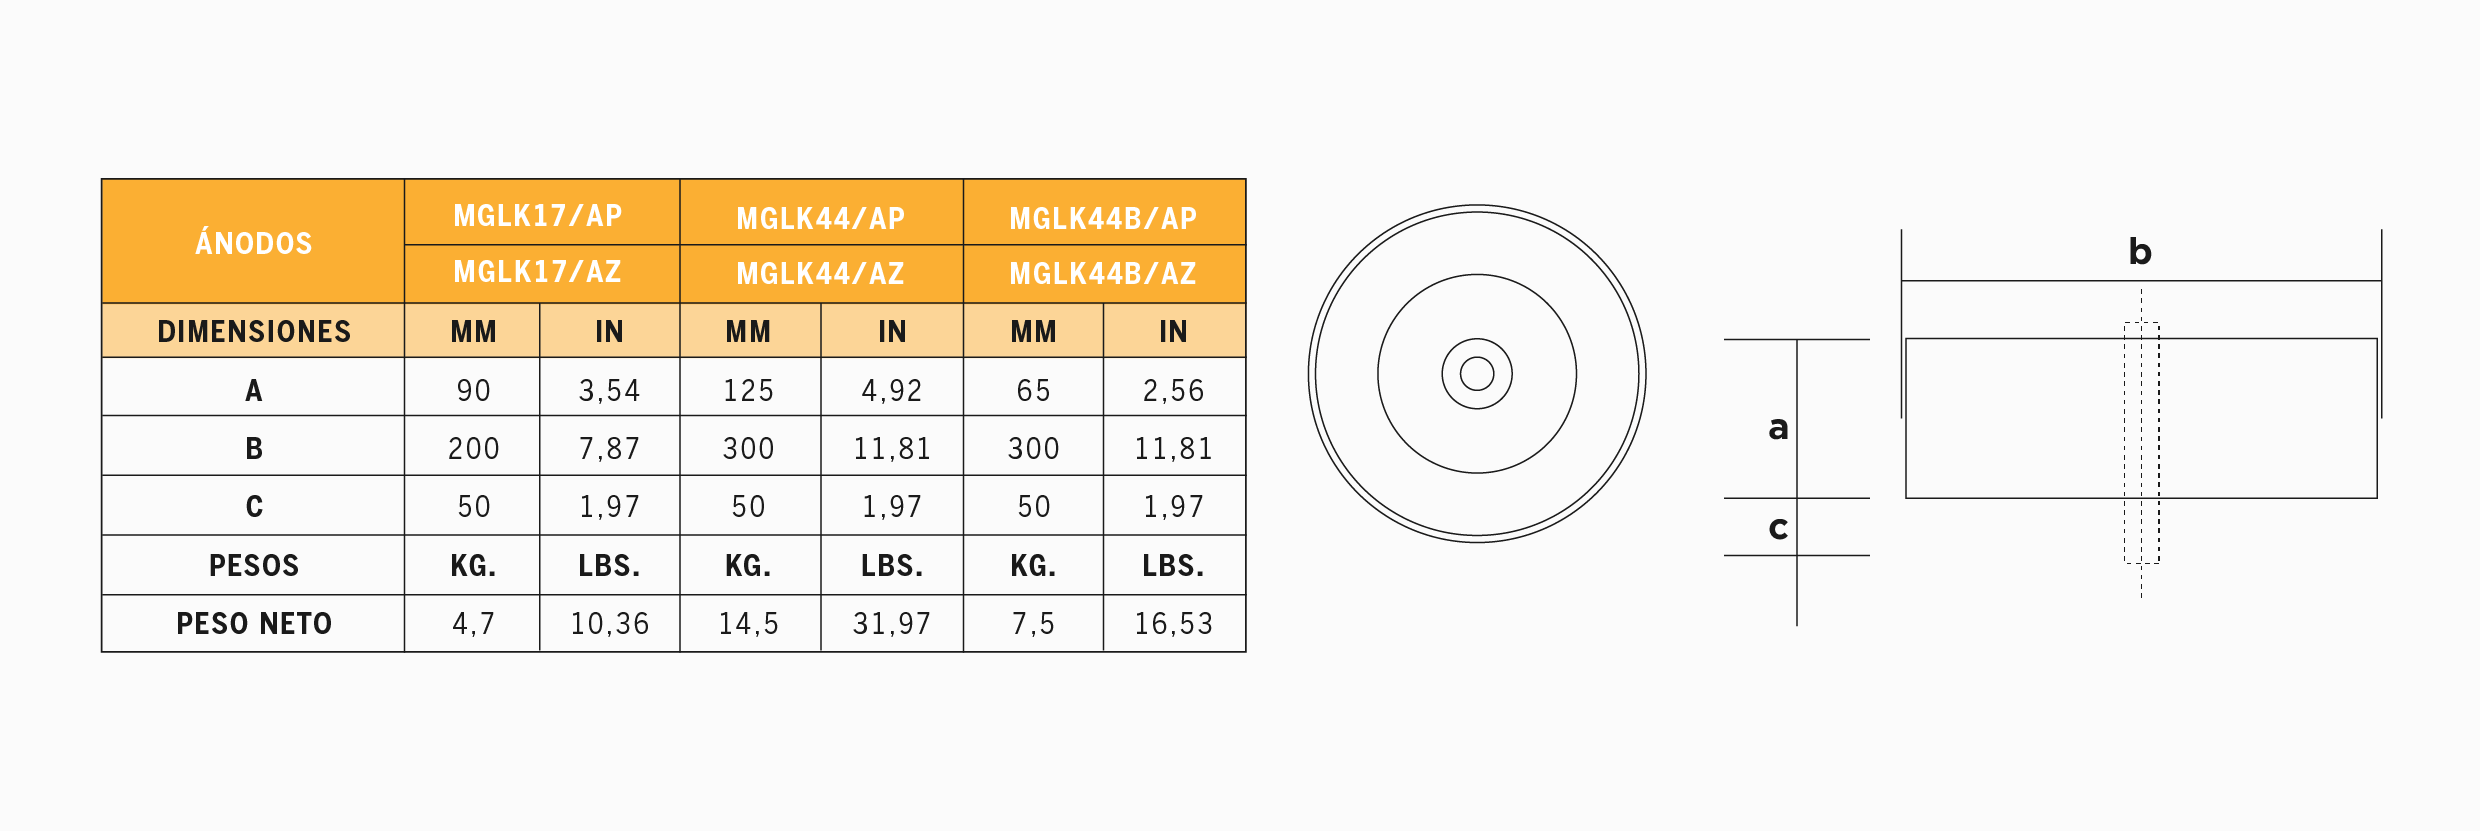 ÁNODOS MGLK17/AP MGLK44/AP MGLK44B/AP
MGLK17/AZ MGLK44/AZ MGLK44B/AZ
DIMENSIONES MM IN MM IN MM IN
A 90 3,54 125 4,92 65 2,56
B 200 7,87 300 11,81 300 11,81
C 50 1,97 50 1,97 50 1,97
PESOS KG. LBS. KG. LBS. KG. LBS.
PESO NETO 4,7 10,36 14,5 31,97 7,5 16,53
b
a
c